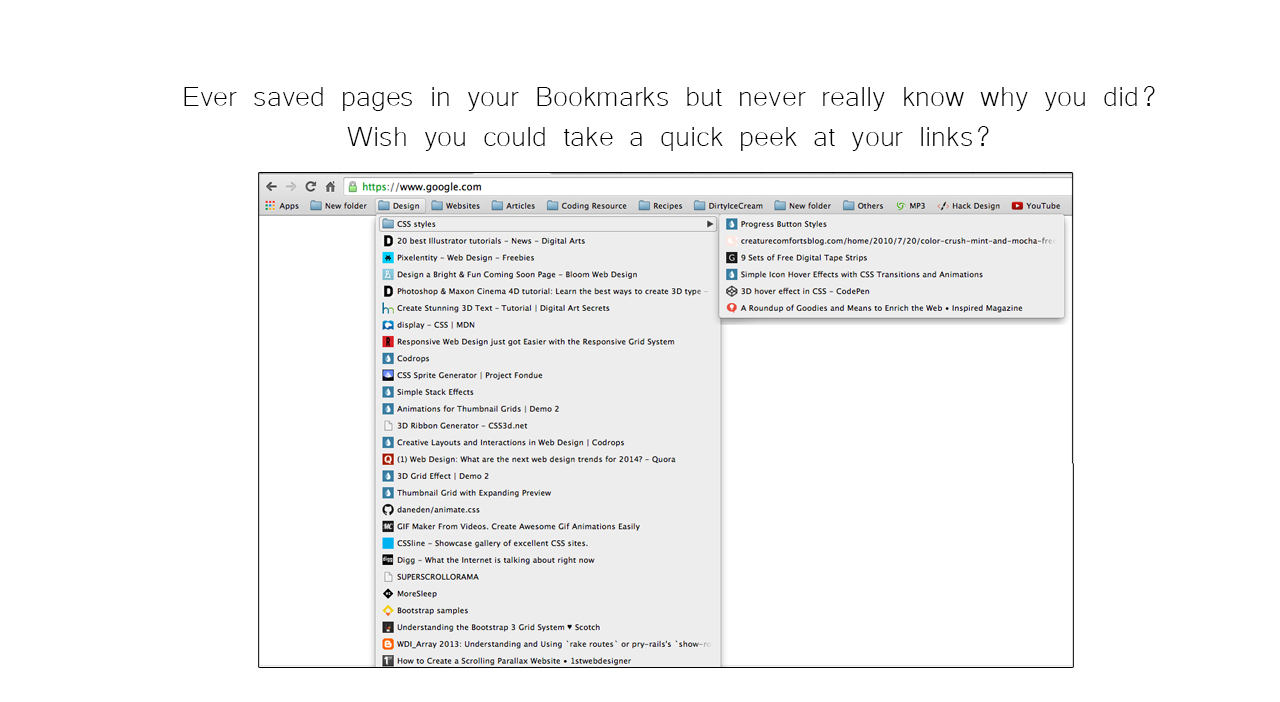 Ever saved pages in your Bookmarks but never really know why you did?
Wish you could take a quick peek at your links?
https://www.google.com
Apps New folder Design Websites Articles Coding Resource Recipes DirtyIceCream New folder Others MP3 Hack Design YouTube
CSS styles
20 best Illustrator tutorials - News - Digital Arts
Pixelentity - Web Design - Freebies
Design a Bright & Fun Coming Soon Page - Bloom Web Design
Photoshop & Maxon Cinema 4D tutorial: Learn the best ways to create 3D type -
Create Stunning 3D Text - Tutorial | Digital Art Secrets
display - CSS | MDN
Responsive Web Design just got Easier with the Responsive Grid System
Codrops
CSS Sprite Generator | Project Fondue
Simple Stack Effects
Animations for Thumbnail Grids | Demo 2
3D Ribbon Generator - CSS3d.net
Creative Layouts and Interactions in Web Design | Codrops
(1) Web Design: What are the next web design trends for 2014? - Quora
3D Grid Effect | Demo 2
Thumbnail Grid with Expanding Preview
daneden/animate.css
GIF Maker From Videos. Create Awesome Gif Animations Easily
CSSline - Showcase gallery of excellent CSS sites.
Digg - What the Internet is talking about right now
SUPERSCROLLORAMA
MoreSleep
Bootstrap samples
Understanding the Bootstrap 3 Grid System ♥ Scotch
WDI_Array 2013: Understanding and Using `rake routes` or pry-rails's `show-ro
How to Create a Scrolling Parallax Website • 1stwebdesigner
Progress Button Styles
creaturecomfortsblog.com/home/2010/7/20/color-crush-mint-and-mocha-fre
9 Sets of Free Digital Tape Strips
Simple Icon Hover Effects with CSS Transitions and Animations
3D hover effect in CSS - CodePen
A Roundup of Goodies and Means to Enrich the Web • Inspired Magazine